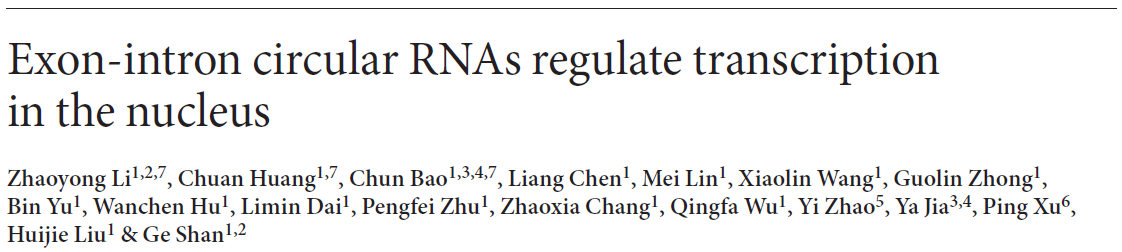 Exon-intron circular RNAs regulate transcription
in the nucleus
Zhaoyong Li1,2,7, Chuan Huang1,7, Chun Bao1,3,4,7, Liang Chen1, Mei Lin1, Xiaolin Wang1, Guolin Zhong1,
Bin Yu1, Wanchen Hu1, Limin Dai1, Pengfei Zhu1, Zhaoxia Chang1, Qingfa Wu1, Yi Zhao5, Ya Jia3,4, Ping Xu6,
Huijie Liu1 & Ge Shan1,2